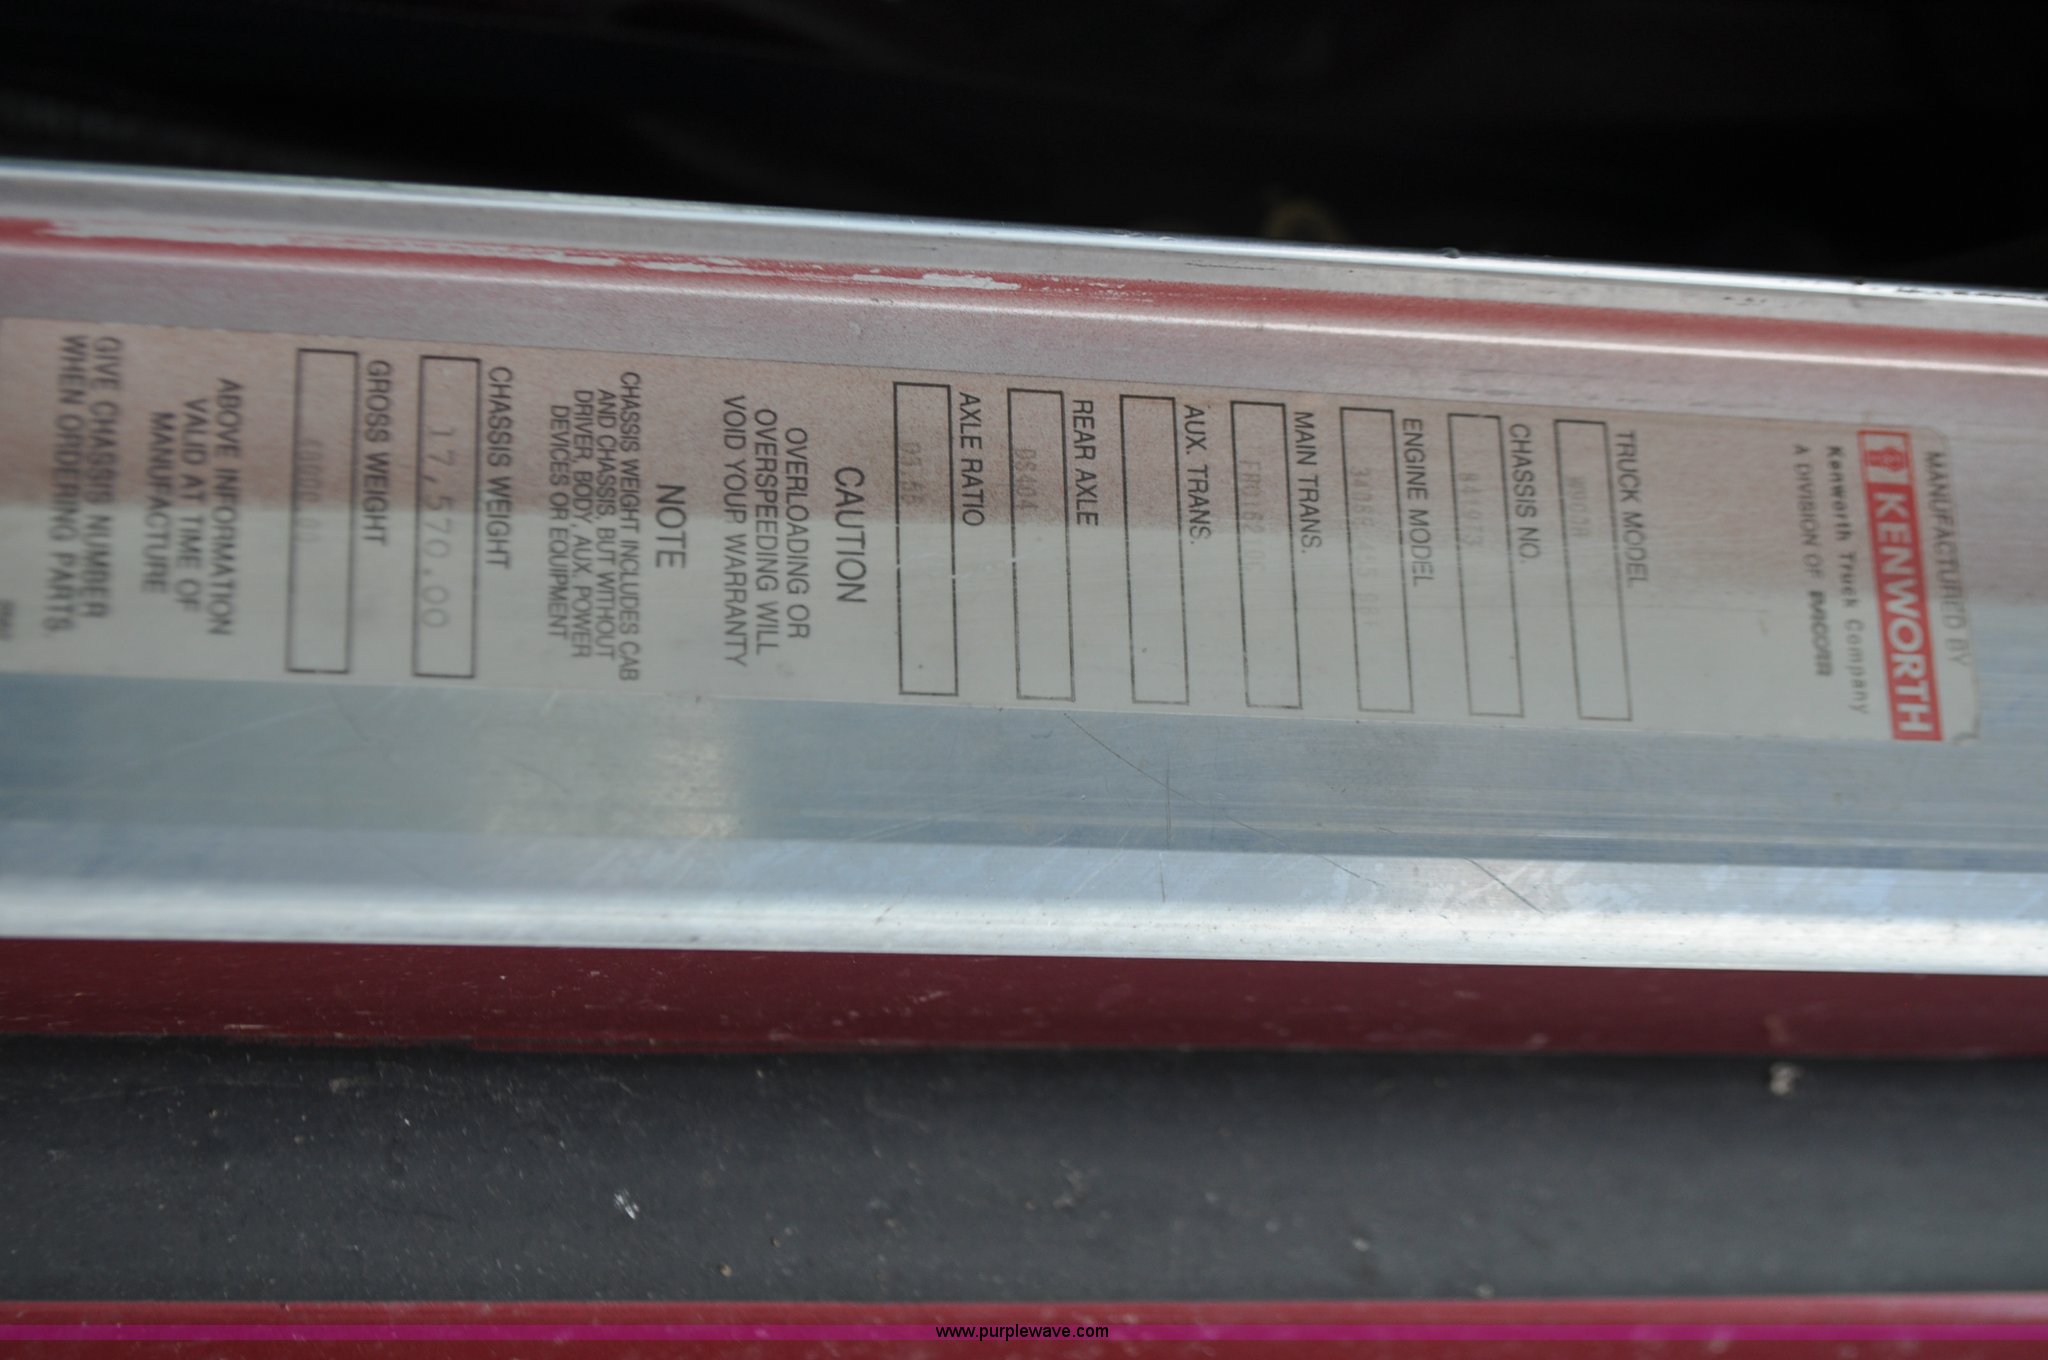 MANUFACTURED BY
KENWORTH
Kenworth Truck Company
A DIVISION OF PACCAR
TRUCK MODEL
CHASSIS NO.
ENGINE MODEL
MAIN TRANS.
AUX. TRANS.
REAR AXLE
AXLE RATIO
CAUTION
OVERLOADING OR
OVERSPEEDING WILL
VOID YOUR WARRANTY
NOTE
CHASSIS WEIGHT INCLUDES CAB
AND CHASSIS, BUT WITHOUT
DRIVER, BODY, AUX. POWER
DEVICES OR EQUIPMENT
CHASSIS WEIGHT
17,570.00
GROSS WEIGHT
ABOVE INFORMATION
VALID AT TIME OF
MANUFACTURE
GIVE CHASSIS NUMBER
WHEN ORDERING PARTS.
www.purplewave.com